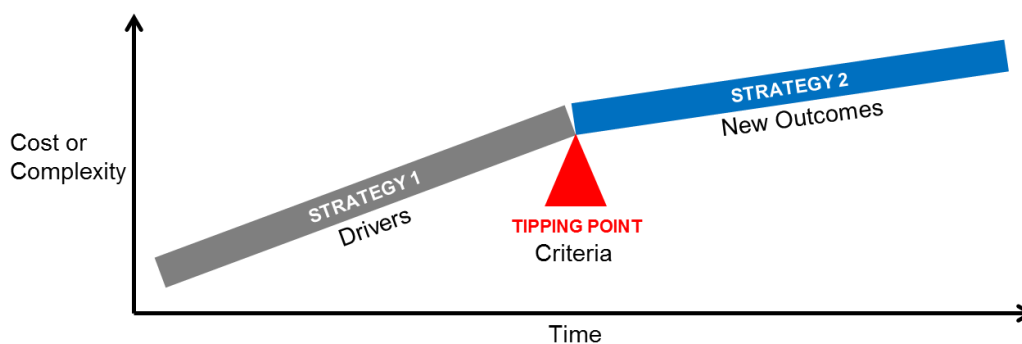 Cost or
Complexity
STRATEGY 1
Drivers
STRATEGY 2
New Outcomes
TIPPING POINT
Criteria
Time